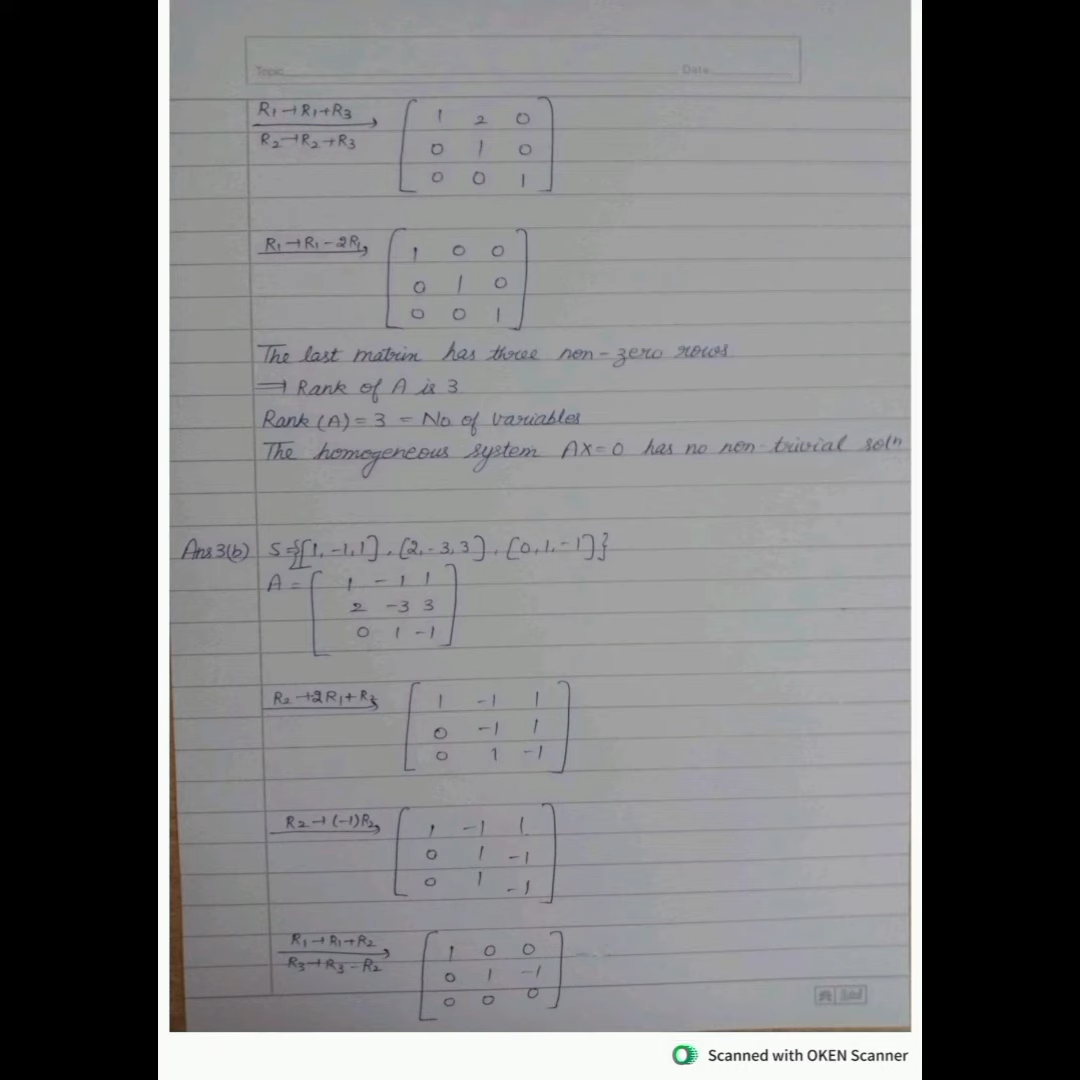 Topic Date
R₁→R₁+R₃
R₂→R₂+R₃
1 2 0
0 1 0
0 0 1
R₁→R₁-2R₁
1 0 0
0 1 0
0 0 1
The last matrix has three non-zero rows
⇒ Rank of A is 3
Rank (A) = 3 = No of variables
The homogeneous system AX=0 has no non-trivial solⁿ
Ans 3(b) S={[1,-1,1], [2,-3,3], [0,1,-1]}
A =
1 -1 1
2 -3 3
0 1 -1
R₂→2R₁+R₃
1 -1 1
0 -1 1
0 1 -1
R₂→(-1)R₂
1 -1 1
0 1 -1
0 1 -1
R₁→R₁+R₂
R₃→R₃-R₂
1 0 0
0 1 -1
0 0 0
Scanned with OKEN Scanner